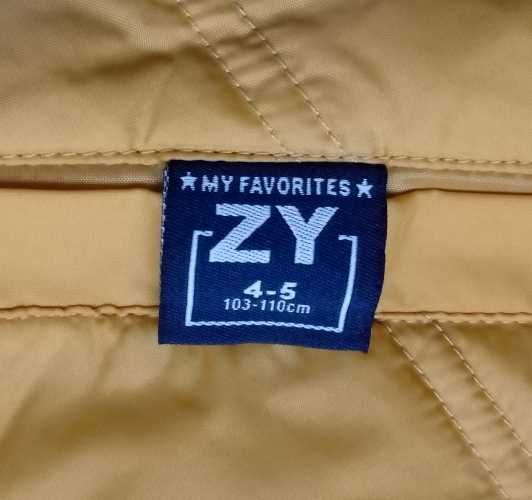 ★ MY FAVORITES ★
ZY
4-5
103-110cm